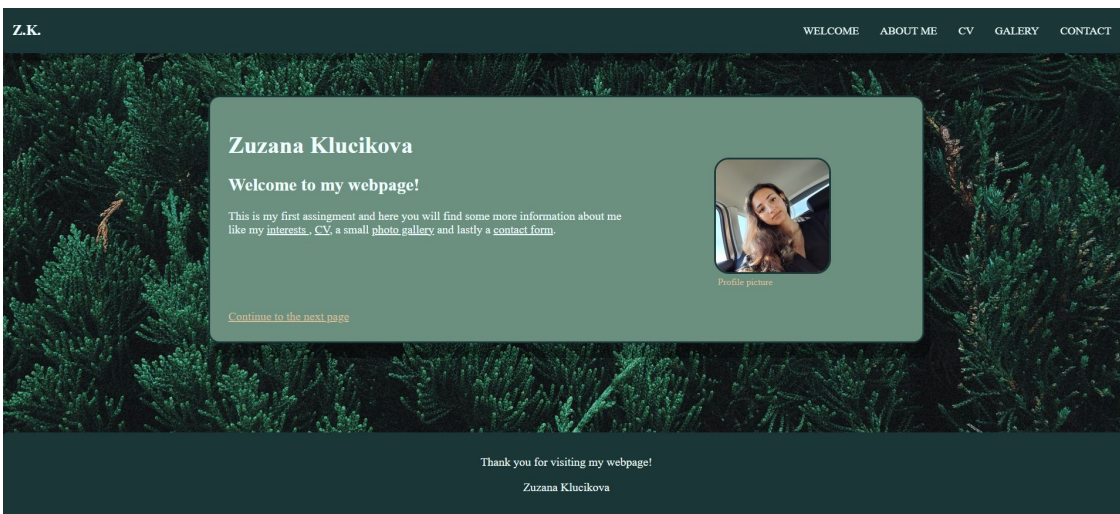 Z.K.
WELCOME ABOUT ME CV GALERY CONTACT
Zuzana Klucikova
Welcome to my webpage!
This is my first assingment and here you will find some more information about me
like my interests , CV, a small photo gallery and lastly a contact form.
Profile picture
Continue to the next page
Thank you for visiting my webpage!
Zuzana Klucikova